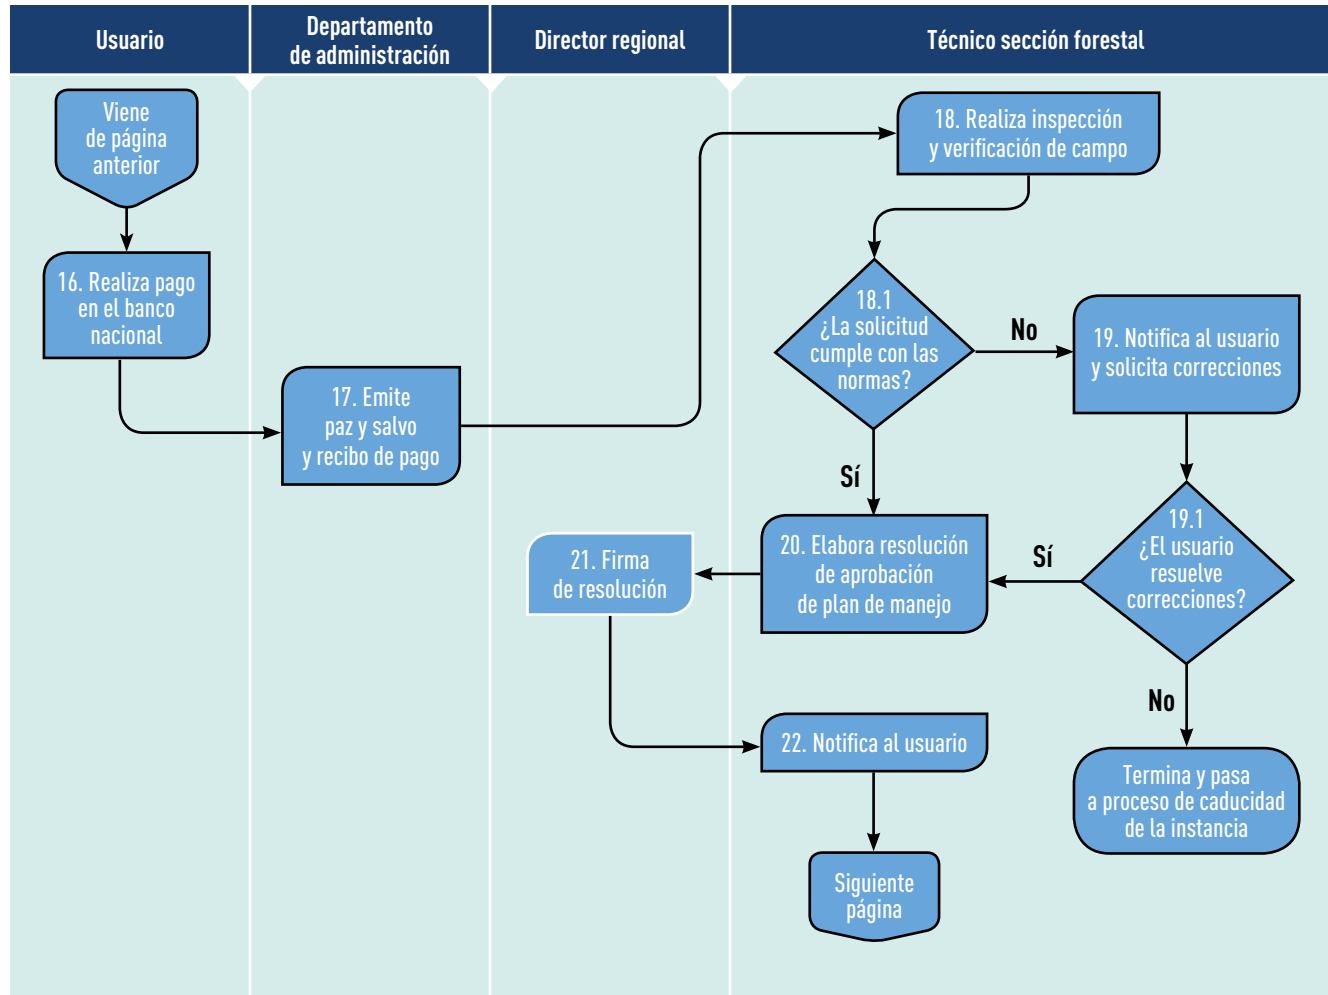 Usuario
Departamento
de administración
Director regional
Técnico sección forestal
Viene
de página
anterior
16. Realiza pago
en el banco
nacional
17. Emite
paz y salvo
y recibo de pago
18. Realiza inspección
y verificación de campo
18.1
¿La solicitud
cumple con las
normas?
No
19. Notifica al usuario
y solicita correcciones
Sí
19.1
¿El usuario
resuelve
correcciones?
Sí
20. Elabora resolución
de aprobación
de plan de manejo
21. Firma
de resolución
No
22. Notifica al usuario
Termina y pasa
a proceso de caducidad
de la instancia
Siguiente
página